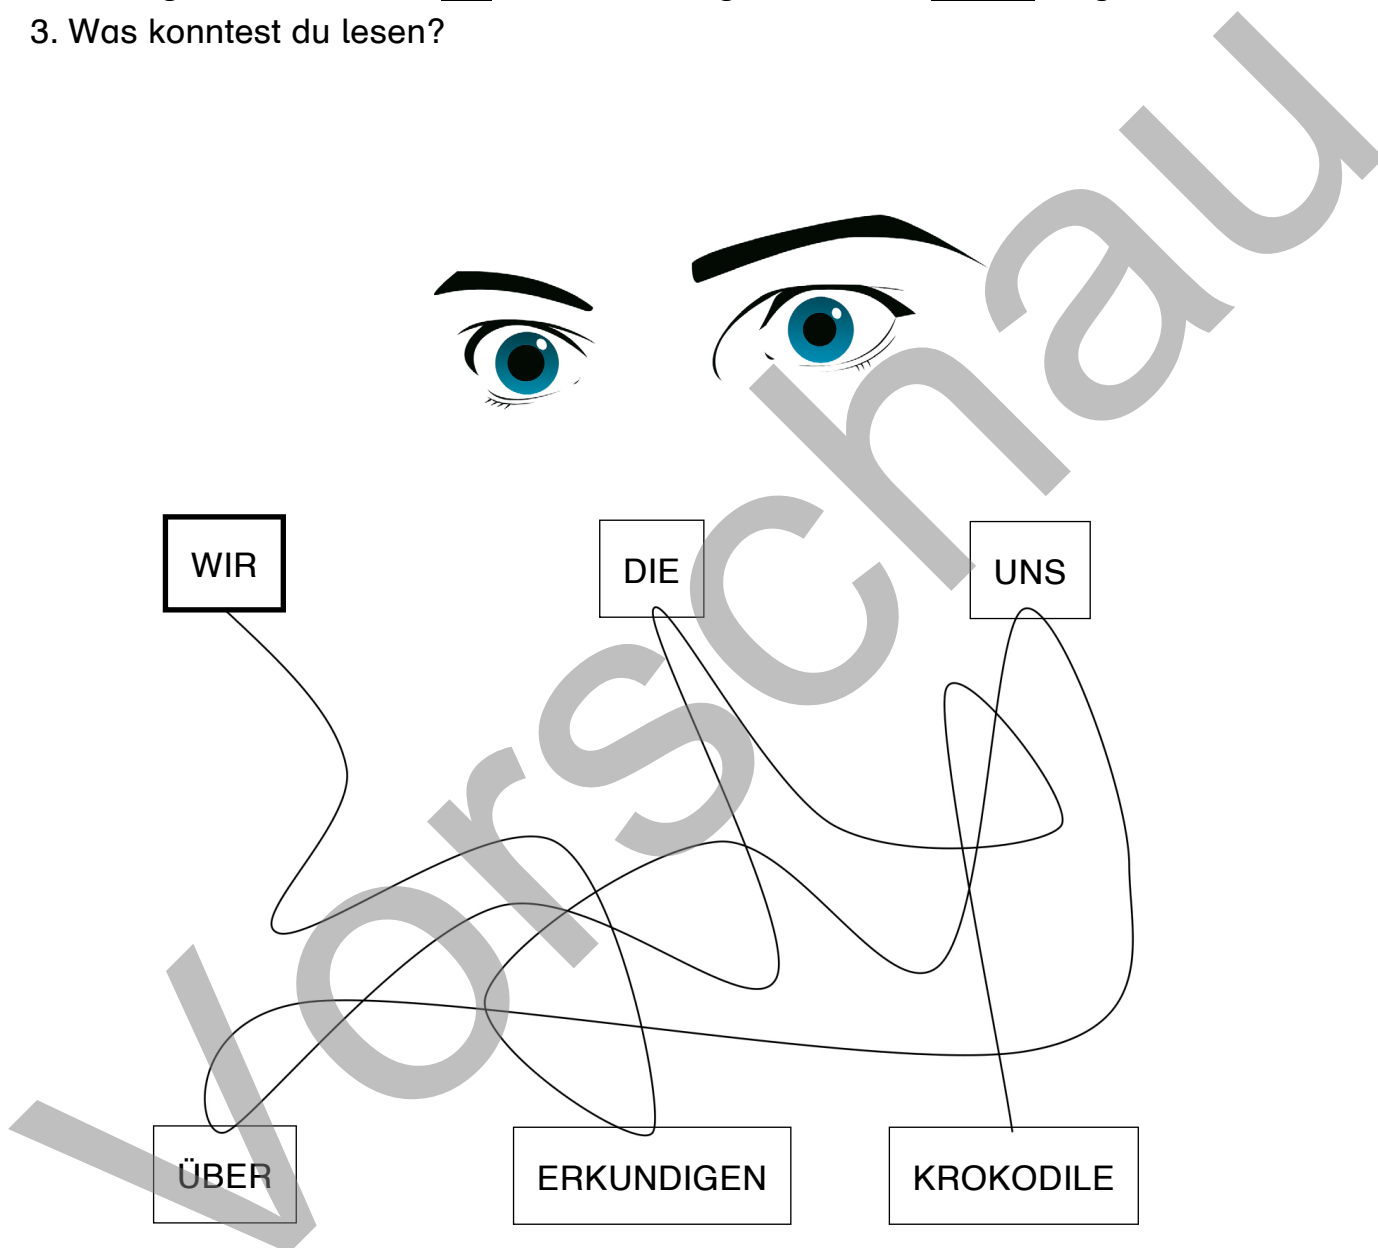 3. Was konntest du lesen?
WIR
DIE
UNS
ÜBER
ERKUNDIGEN
KROKODILE
Vorschau